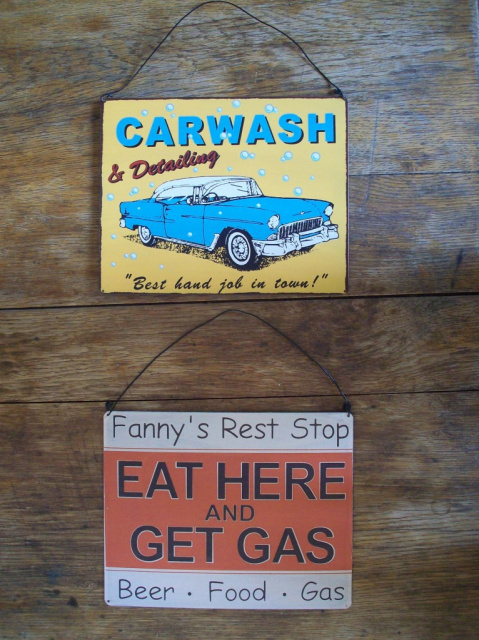 CARWASH
& Detailing
"Best hand job in town!"
Fanny's Rest Stop
EAT HERE
AND
GET GAS
Beer · Food · Gas